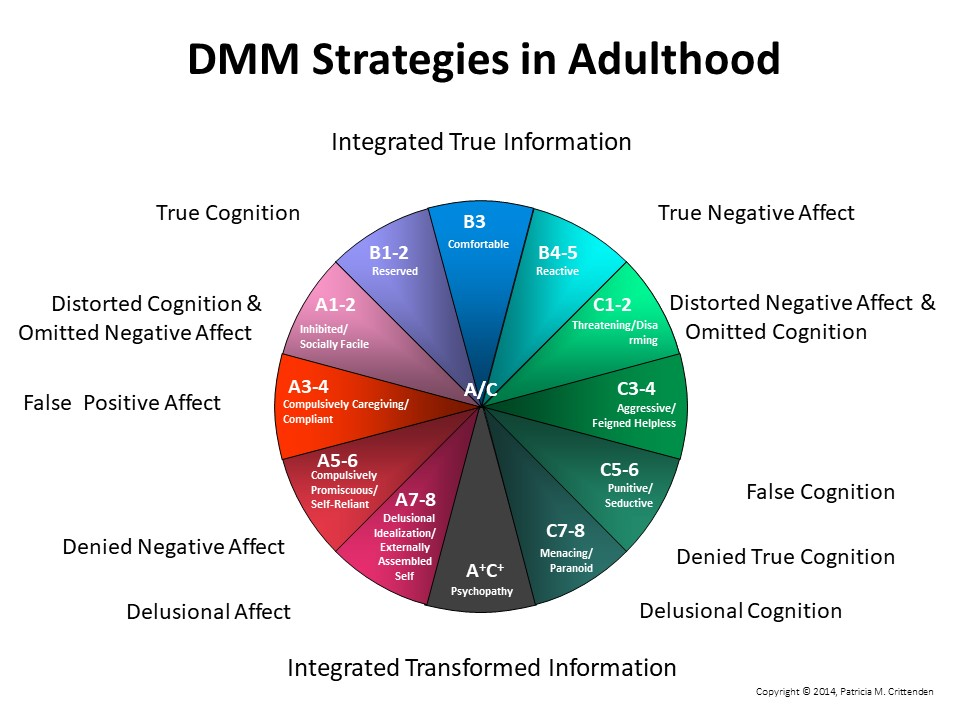 DMM Strategies in Adulthood
Integrated True Information
True Cognition
True Negative Affect
B3
Comfortable
B1-2
Reserved
B4-5
Reactive
Distorted Cognition &
Omitted Negative Affect
A1-2
Inhibited/
Socially Facile
C1-2
Threatening/Disa
rming
Distorted Negative Affect &
Omitted Cognition
False Positive Affect
A3-4
Compulsively Caregiving/
Compliant
A/C
C3-4
Aggressive/
Feigned Helpless
A5-6
Compulsively
Promiscuous/
Self-Reliant
C5-6
Punitive/
Seductive
False Cognition
A7-8
Delusional
Idealization/
Externally
Assembled
Self
C7-8
Menacing/
Paranoid
Denied Negative Affect
Denied True Cognition
A⁺C⁺
Psychopathy
Delusional Affect
Delusional Cognition
Integrated Transformed Information
Copyright © 2014, Patricia M. Crittenden